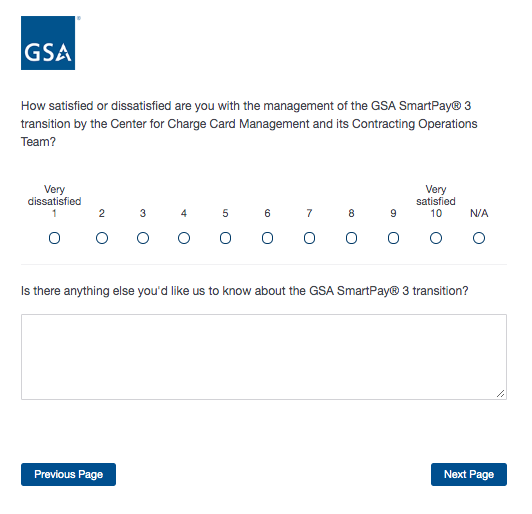 GSA
®
How satisfied or dissatisfied are you with the management of the GSA SmartPay® 3
transition by the Center for Charge Card Management and its Contracting Operations
Team?
Very
dissatisfied
1 2 3 4 5 6 7 8 9
Very
satisfied
10 N/A
Is there anything else you'd like us to know about the GSA SmartPay® 3 transition?
Previous Page
Next Page